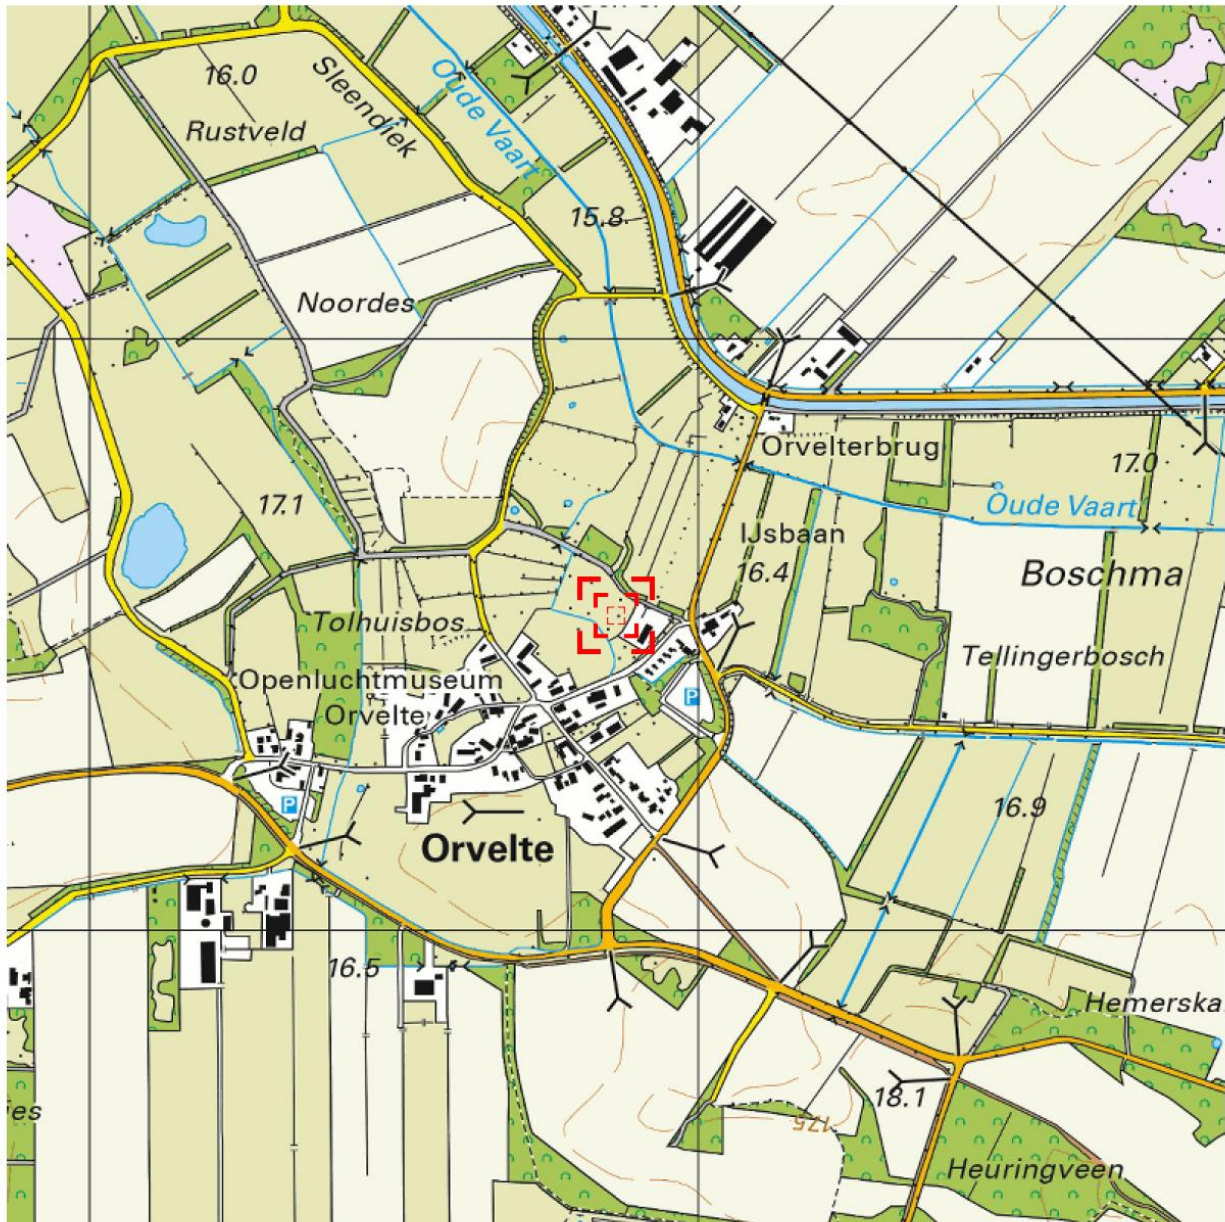 16.0
Sleendiek
Oude Vaart
Rustveld
15.8
Noordes
Orvelterbrug
17.0
17.1
Oude Vaart
IJsbaan
16.4
Boschma
Tolhuisbos
Tellingerbosch
Openluchtmuseum
Orvelte
P
P
16.9
Orvelte
16.5
Hemerska
18.1
175
Heuringveen